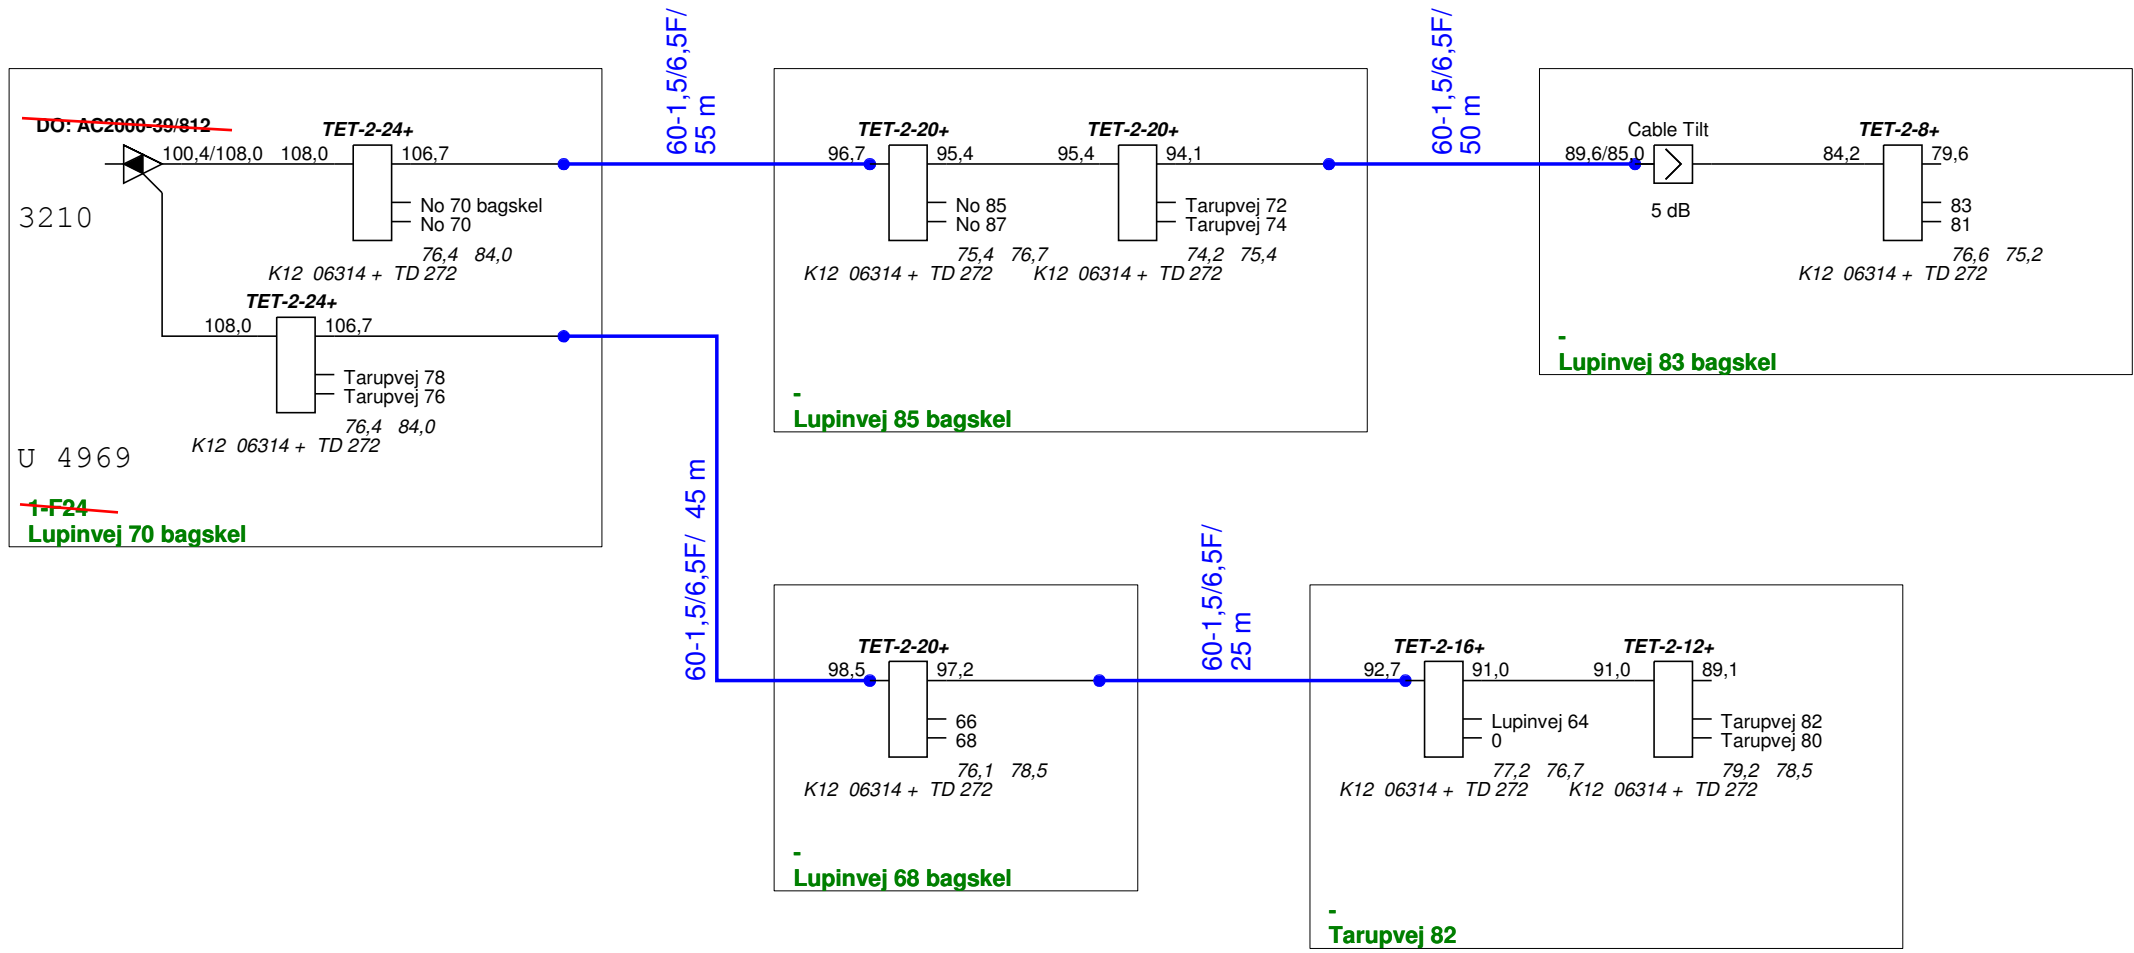 DO: AC2000-39/812
100,4/108,0
108,0
TET-2-24+
106,7
No 70 bagskel
No 70
76,4 84,0
K12 06314 + TD 272
3210
TET-2-24+
108,0
106,7
Tarupvej 78
Tarupvej 76
76,4 84,0
K12 06314 + TD 272
U 4969
1-F24
Lupinvej 70 bagskel
60-1,5/6,5F/
55 m
TET-2-20+
96,7
95,4
No 85
No 87
75,4 76,7
K12 06314 + TD 272
TET-2-20+
95,4
94,1
Tarupvej 72
Tarupvej 74
74,2 75,4
K12 06314 + TD 272
-
Lupinvej 85 bagskel
60-1,5/6,5F/
50 m
89,6/85,0
Cable Tilt
5 dB
TET-2-8+
84,2
79,6
83
81
76,6 75,2
K12 06314 + TD 272
-
Lupinvej 83 bagskel
60-1,5/6,5F/ 45 m
TET-2-20+
98,5
97,2
66
68
76,1 78,5
K12 06314 + TD 272
-
Lupinvej 68 bagskel
60-1,5/6,5F/
25 m
TET-2-16+
92,7
91,0
Lupinvej 64
0
77,2 76,7
K12 06314 + TD 272
TET-2-12+
91,0
89,1
Tarupvej 82
Tarupvej 80
79,2 78,5
K12 06314 + TD 272
-
Tarupvej 82